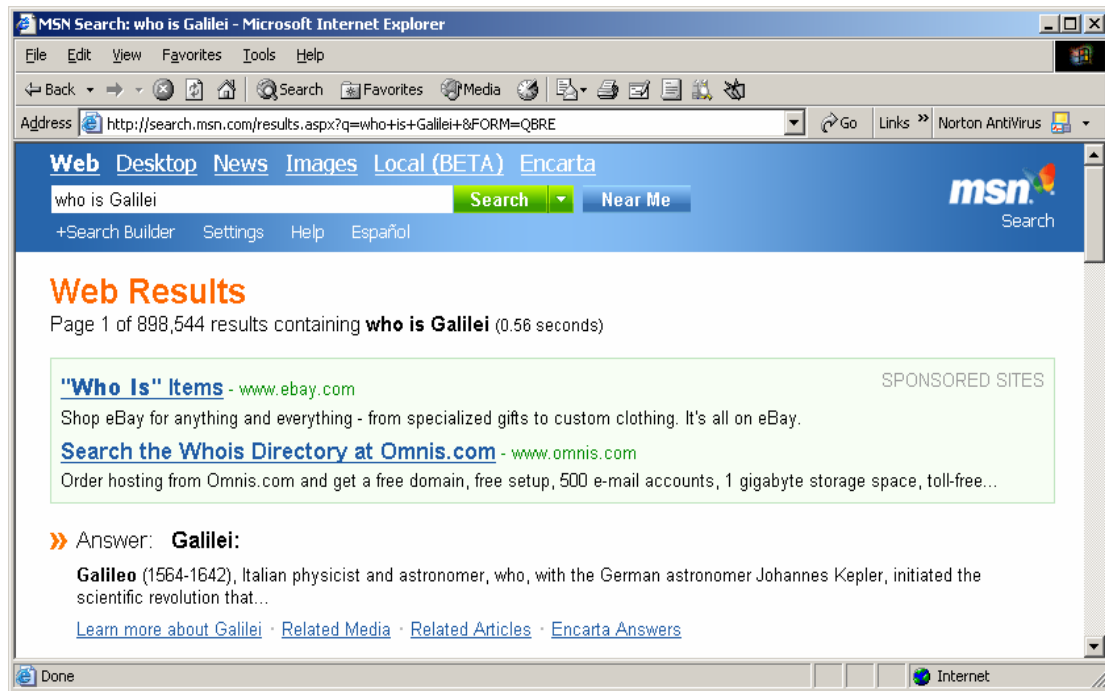 MSN Search: who is Galilei - Microsoft Internet Explorer
File Edit View Favorites Tools Help
Back Search Favorites Media
Address http://search.msn.com/results.aspx?q=who+is+Galilei+&FORM=QBRE Go Links » Norton AntiVirus
Web Desktop News Images Local (BETA) Encarta
who is Galilei Search Near Me
msn
Search
+Search Builder Settings Help Español
Web Results
Page 1 of 898,544 results containing who is Galilei (0.56 seconds)
SPONSORED SITES
"Who Is" Items - www.ebay.com
Shop eBay for anything and everything - from specialized gifts to custom clothing. It's all on eBay.
Search the Whois Directory at Omnis.com - www.omnis.com
Order hosting from Omnis.com and get a free domain, free setup, 500 e-mail accounts, 1 gigabyte storage space, toll-free...
» Answer: Galilei:
Galileo (1564-1642), Italian physicist and astronomer, who, with the German astronomer Johannes Kepler, initiated the
scientific revolution that...
Learn more about Galilei · Related Media · Related Articles · Encarta Answers
Done Internet